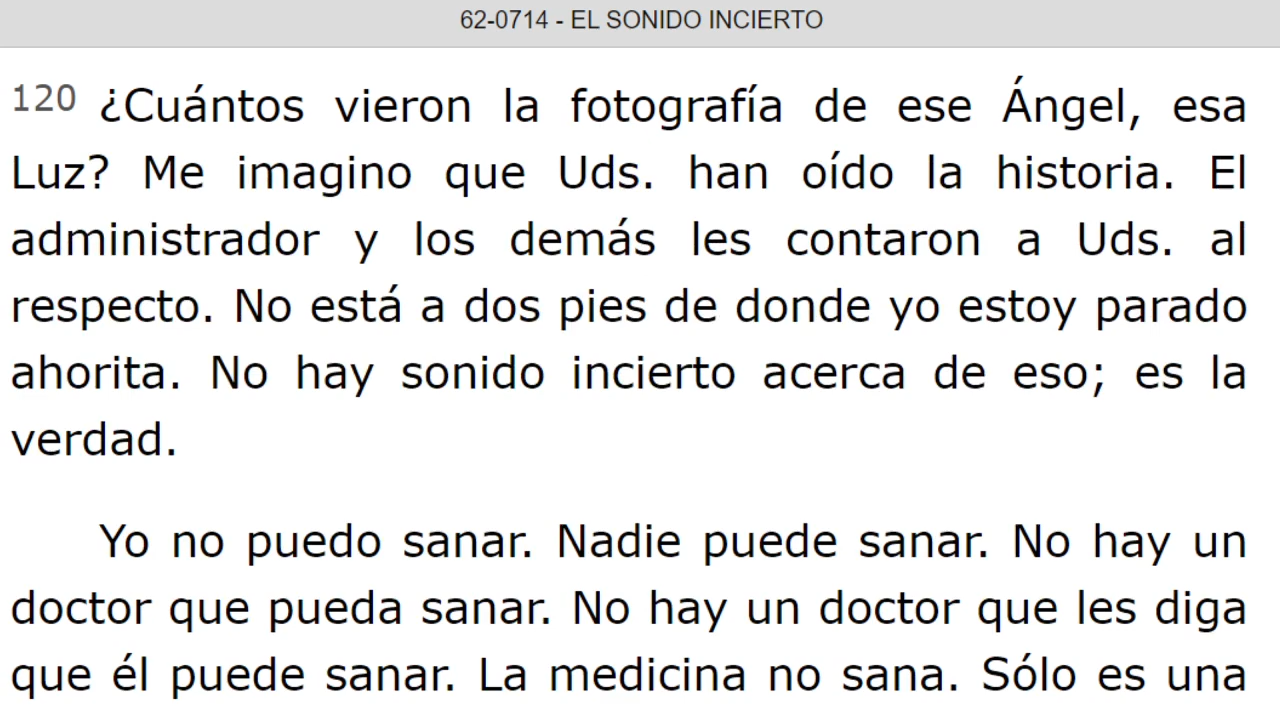 62-0714 - EL SONIDO INCIERTO
120 ¿Cuántos vieron la fotografía de ese Ángel, esa
Luz? Me imagino que Uds. han oído la historia. El
administrador y los demás les contaron a Uds. al
respecto. No está a dos pies de donde yo estoy parado
ahorita. No hay sonido incierto acerca de eso; es la
verdad.
Yo no puedo sanar. Nadie puede sanar. No hay un
doctor que pueda sanar. No hay un doctor que les diga
que él puede sanar. La medicina no sana. Sólo es una